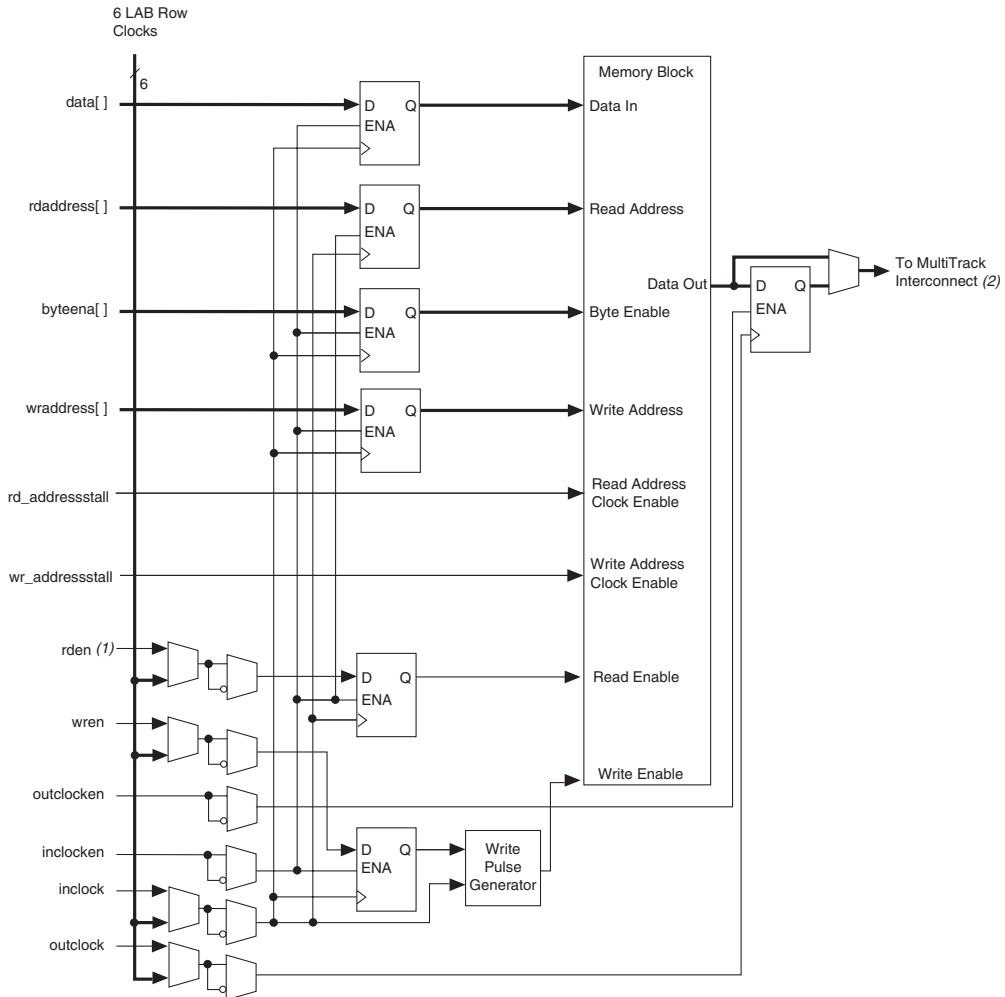 6 LAB Row
Clocks
6
Memory Block
data[ ]
D Q
ENA
Data In
rdaddress[ ]
D Q
ENA
Read Address
To MultiTrack
Interconnect (2)
Data Out
D Q
ENA
byteena[ ]
D Q
ENA
Byte Enable
wraddress[ ]
D Q
ENA
Write Address
rd_addressstall
Read Address
Clock Enable
wr_addressstall
Write Address
Clock Enable
rden (1)
D Q
ENA
Read Enable
wren
Write Enable
outclocken
inclocken
D Q
ENA
Write
Pulse
Generator
inclock
outclock